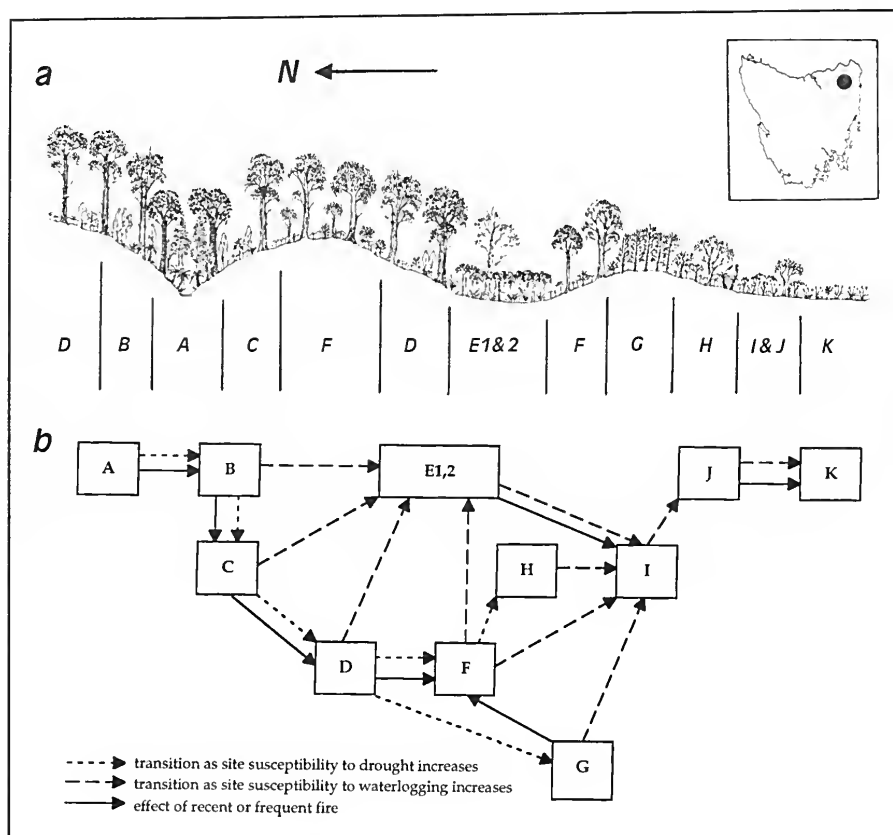 a
N
D B A C F D E1&2 F G H I&J K
b
A B E1,2 J K
C H I
D F
G
transition as site susceptibility to drought increases
transition as site susceptibility to waterlogging increases
effect of recent or frequent fire